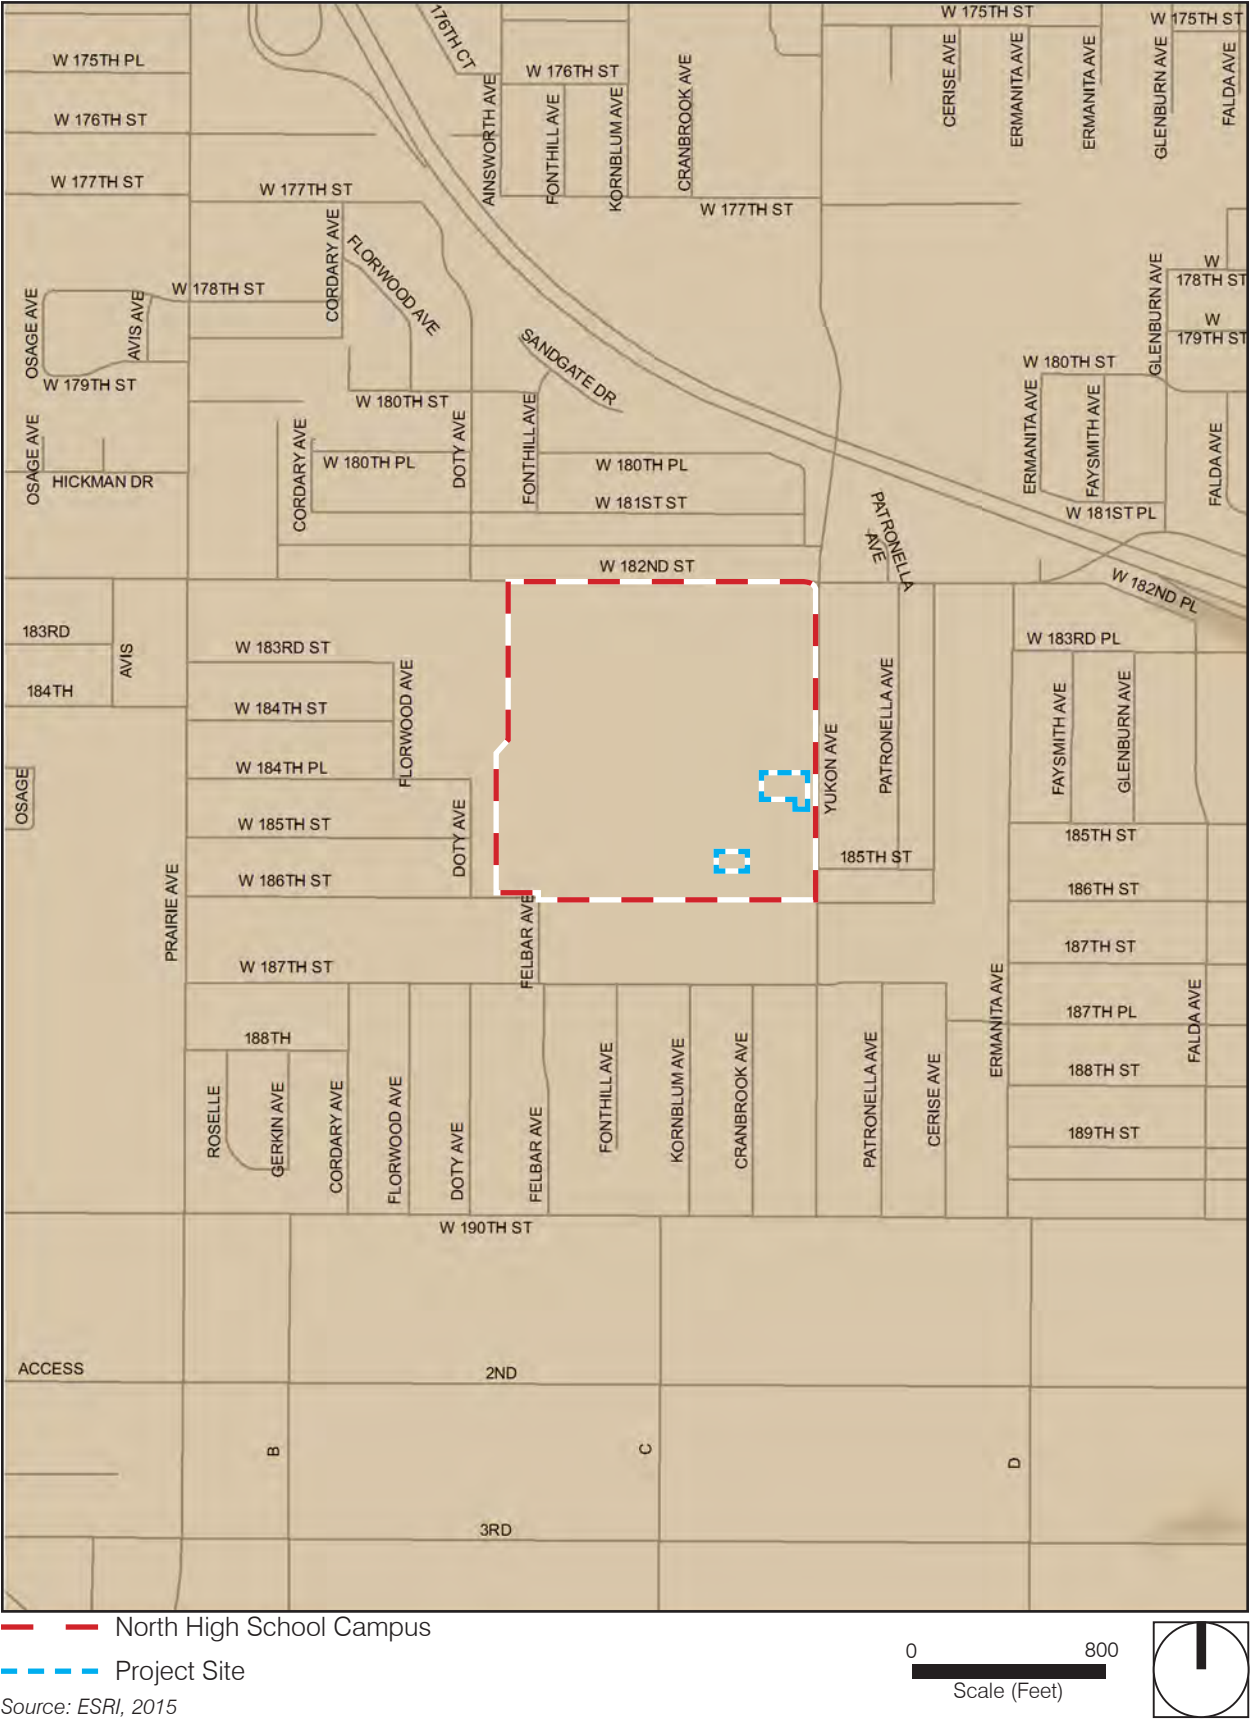 W 175TH ST
W 175TH ST
176TH CT
W 175TH PL
W 176TH ST
AINSWORTH AVE
FONTHILL AVE
KORNBLUM AVE
CRANBROOK AVE
CERISE AVE
ERMANITA AVE
ERMANITA AVE
GLENBURN AVE
FALDA AVE
W 176TH ST
W 177TH ST
W 177TH ST
W 177TH ST
CORDARY AVE
FLORWOOD AVE
W 178TH ST
OSAGE AVE
AVIS AVE
W 179TH ST
GLENBURN AVE
W
178TH ST
W
179TH ST
SANDGATE DR
W 180TH ST
W 180TH ST
ERMANITA AVE
FAYSMITH AVE
FALDA AVE
OSAGE AVE
HICKMAN DR
CORDARY AVE
W 180TH PL
DOTY AVE
FONTHILL AVE
W 180TH PL
W 181ST ST
W 181ST PL
PATRONELLA
AVE
W 182ND ST
W 182ND PL
183RD
AVIS
184TH
W 183RD ST
W 184TH ST
W 184TH PL
FLORWOOD AVE
W 183RD PL
PATRONELLA AVE
FAYSMITH AVE
GLENBURN AVE
YUKON AVE
OSAGE
W 185TH ST
DOTY AVE
W 186TH ST
185TH ST
185TH ST
186TH ST
PRAIRIE AVE
FELBAR AVE
W 187TH ST
187TH ST
ERMANITA AVE
187TH PL
FALDA AVE
188TH
188TH ST
189TH ST
ROSELLE
GERKIN AVE
CORDARY AVE
FLORWOOD AVE
DOTY AVE
FELBAR AVE
FONTHILL AVE
KORNBLUM AVE
CRANBROOK AVE
PATRONELLA AVE
CERISE AVE
W 190TH ST
ACCESS
2ND
B
C
D
3RD
North High School Campus
Project Site
Source: ESRI, 2015
0 800
Scale (Feet)